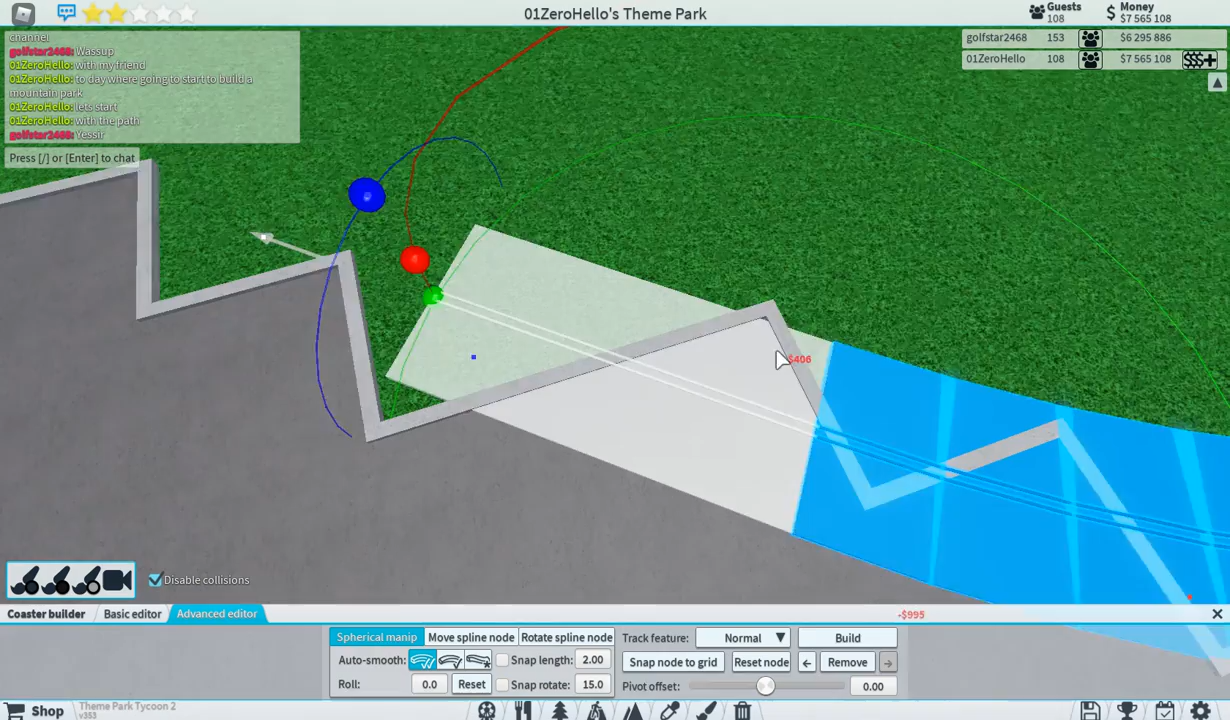 01ZeroHello's Theme Park
Guests
108
Money
$7 565 108
golfstar2468 153 $6 295 886
01ZeroHello 108 $7 565 108 $$$+
channel
golfstar2468: Wassup
01ZeroHello: with my friend
01ZeroHello: to day where going to start to build a
mountain park
01ZeroHello: lets start
01ZeroHello: with the path
golfstar2468: Yessir
Press [/] or [Enter] to chat
$406
Disable collisions
Coaster builder Basic editor Advanced editor
-$995
Spherical manip Move spline node Rotate spline node Track feature: Normal Build
Auto-smooth: Snap length: 2.00 Snap node to grid Reset node Remove
Roll: 0.0 Reset Snap rotate: 15.0 Pivot offset: 0.00
Shop Theme Park Tycoon 2
v353